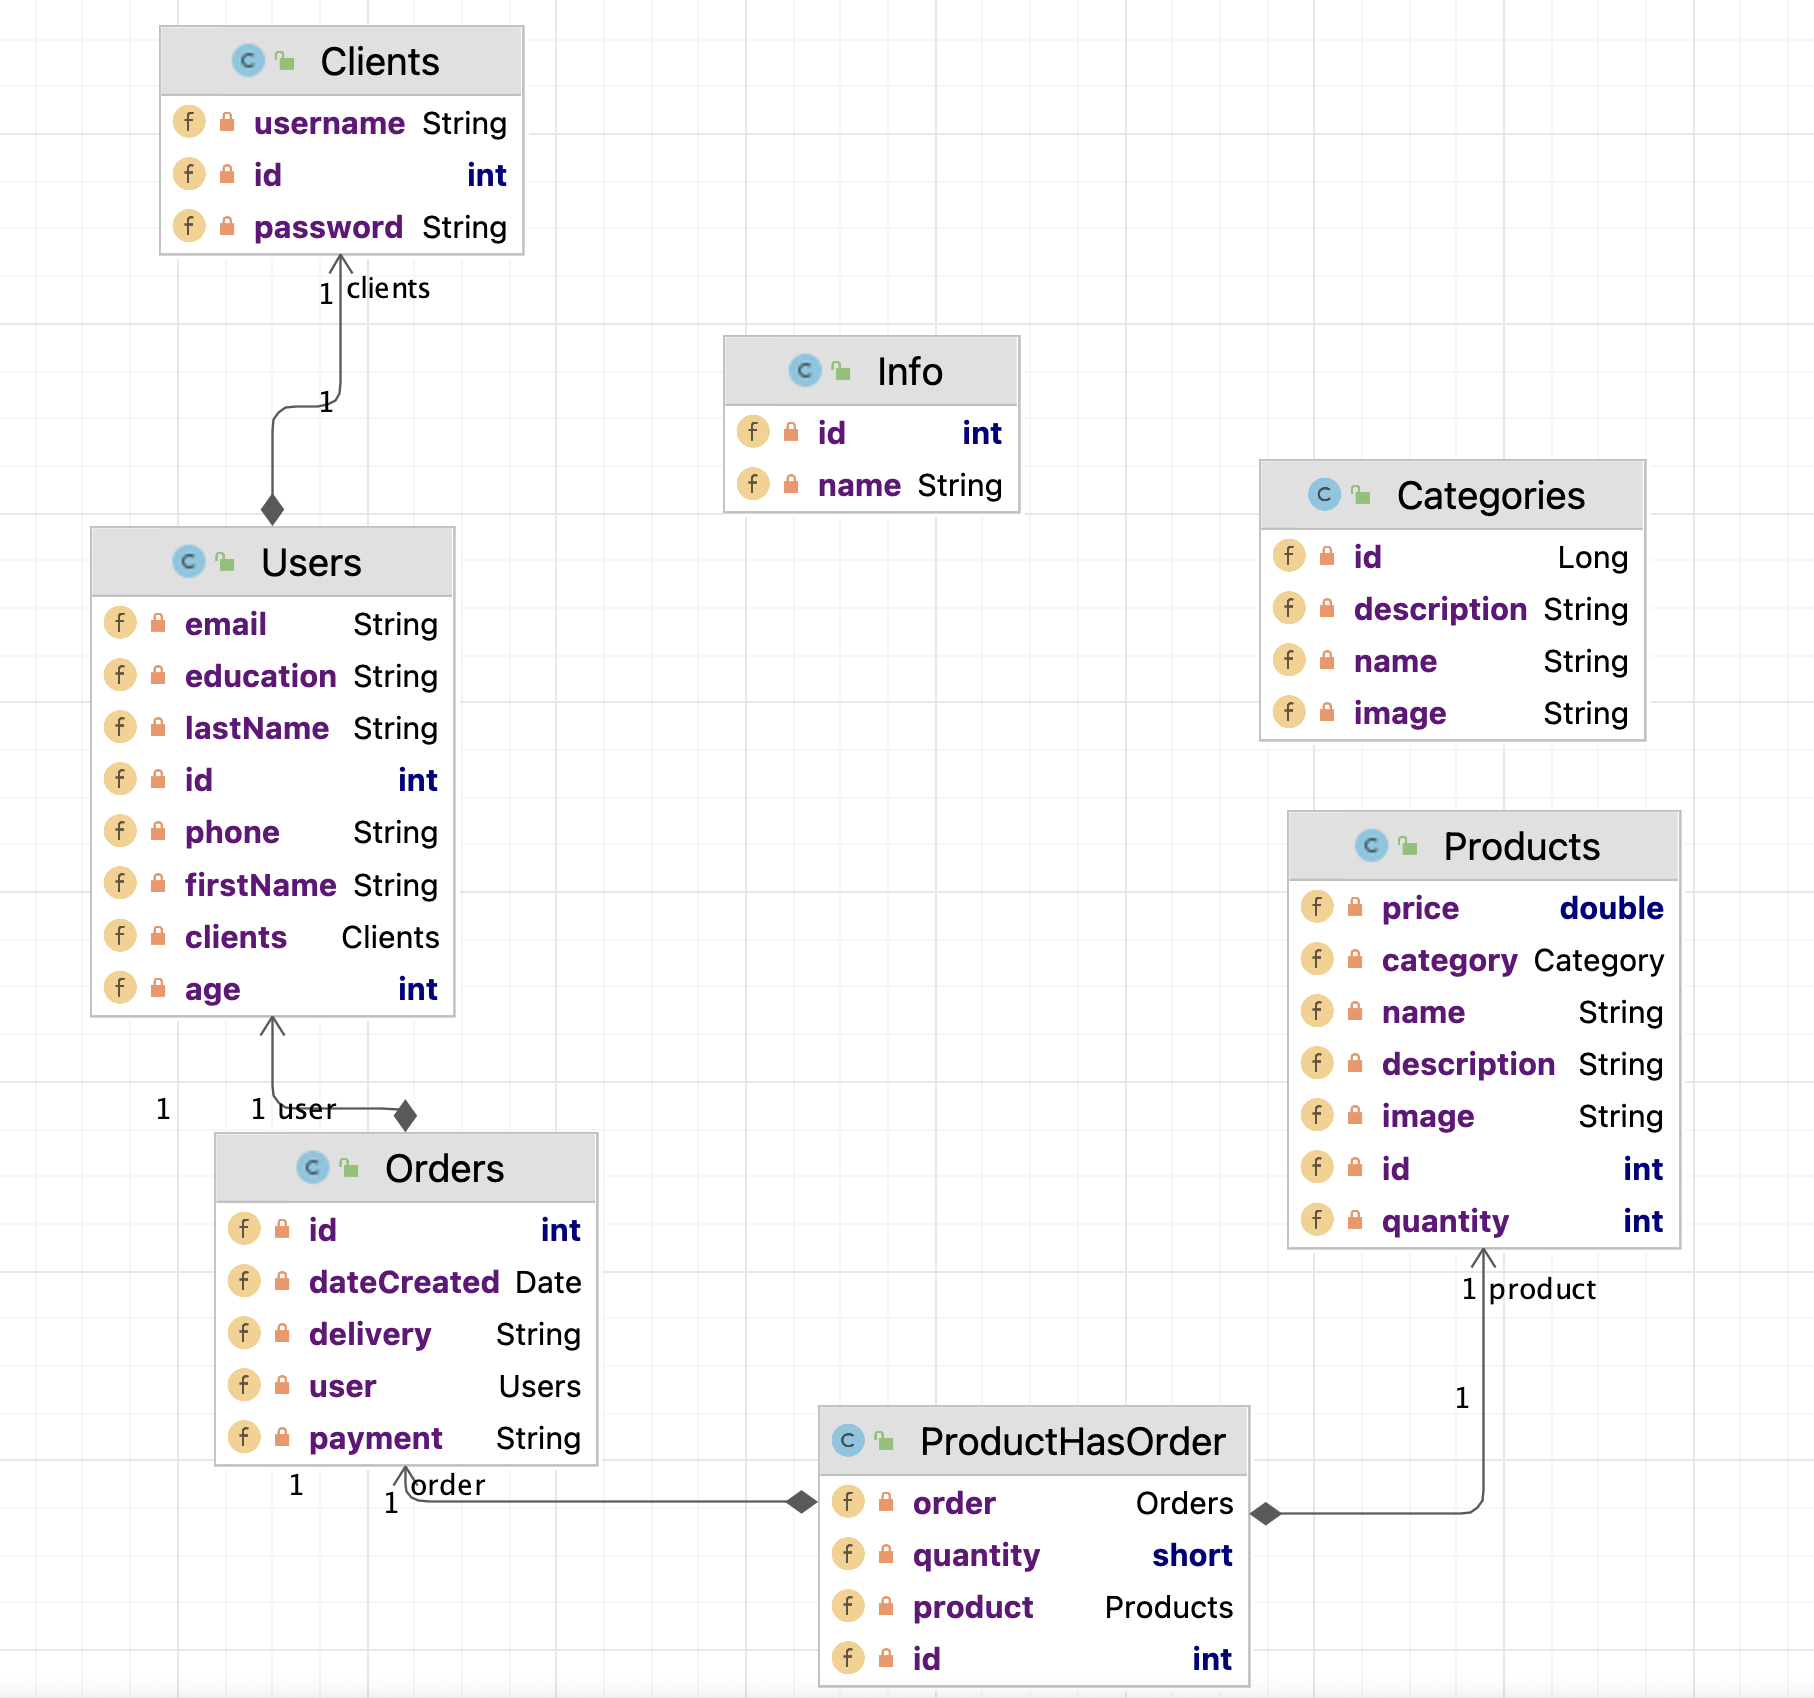 Clients
username String
id int
password String
1 clients
1
Info
id int
name String
Categories
id Long
description String
name String
image String
Users
email String
education String
lastName String
id int
phone String
firstName String
clients Clients
age int
Products
price double
category Category
name String
description String
image String
id int
quantity int
1 1 user
Orders
id int
dateCreated Date
delivery String
user Users
payment String
1 product
1
1 order
1
ProductHasOrder
order Orders
quantity short
product Products
id int